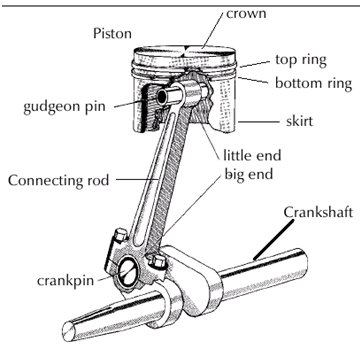 crown
Piston
top ring
bottom ring
gudgeon pin
skirt
little end
big end
Connecting rod
Crankshaft
crankpin